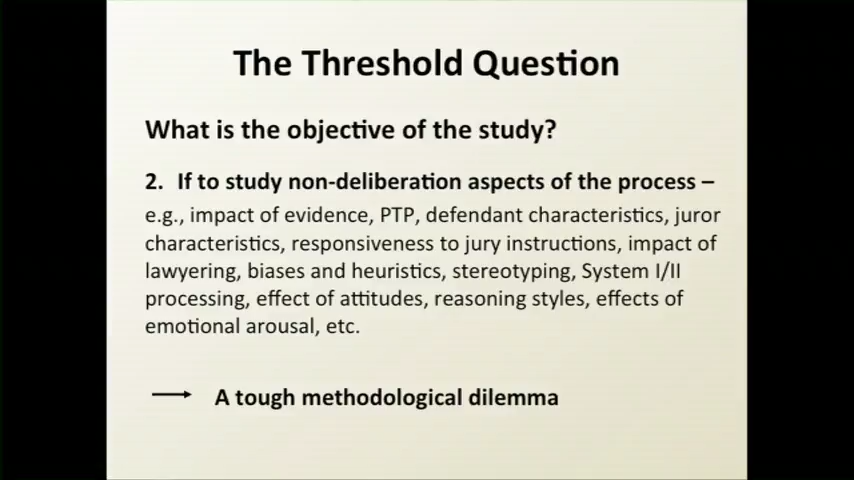 The Threshold Question
What is the objective of the study?
2. If to study non-deliberation aspects of the process –
e.g., impact of evidence, PTP, defendant characteristics, juror
characteristics, responsiveness to jury instructions, impact of
lawyering, biases and heuristics, stereotyping, System I/II
processing, effect of attitudes, reasoning styles, effects of
emotional arousal, etc.
A tough methodological dilemma